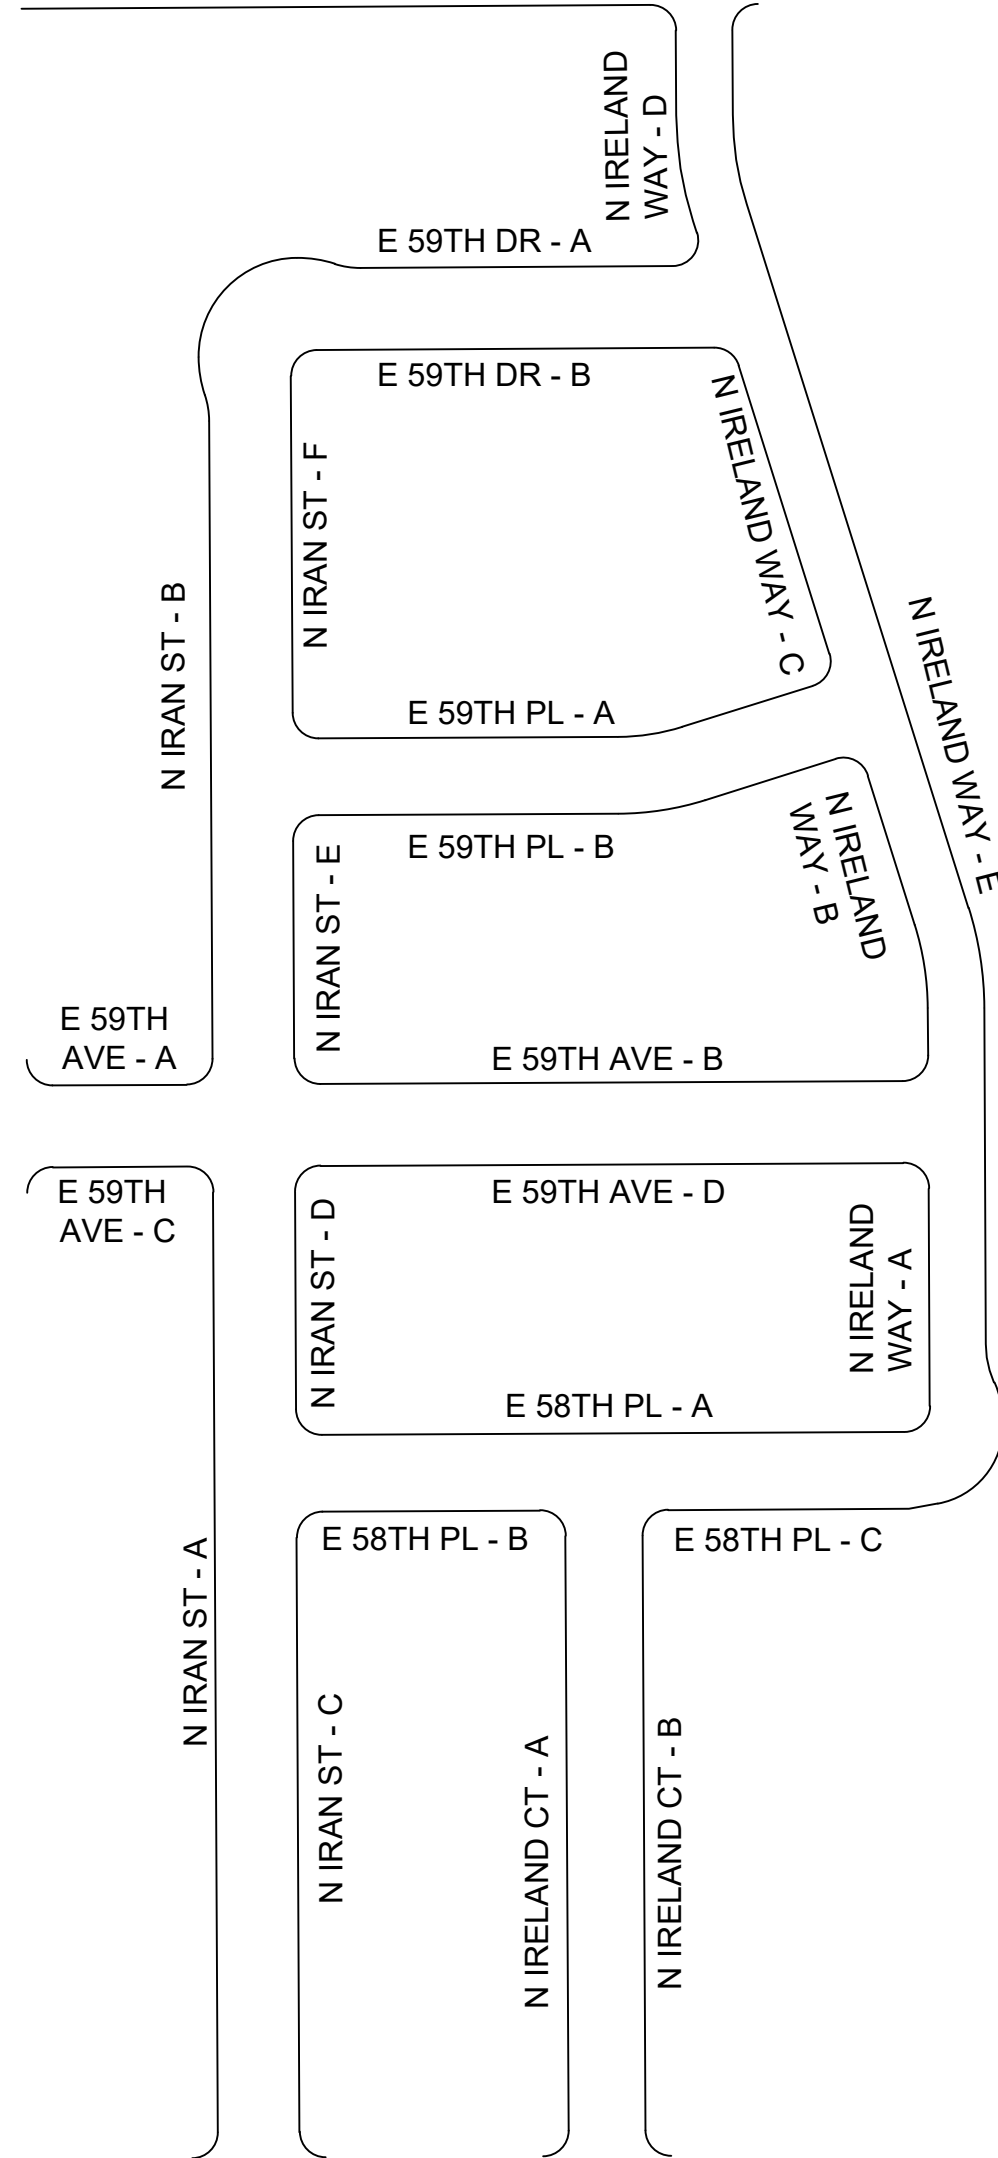 N IRELAND
WAY - D
E 59TH DR - A
E 59TH DR - B
N IRELAND WAY - C
N IRAN ST - F
N IRAN ST - B
N IRELAND WAY - E
E 59TH PL - A
N IRELAND
WAY - B
E 59TH PL - B
N IRAN ST - E
E 59TH
AVE - A
E 59TH AVE - B
E 59TH
AVE - C
E 59TH AVE - D
N IRAN ST - D
N IRELAND
WAY - A
E 58TH PL - A
E 58TH PL - B
E 58TH PL - C
N IRAN ST - A
N IRAN ST - C
N IRELAND CT - A
N IRELAND CT - B